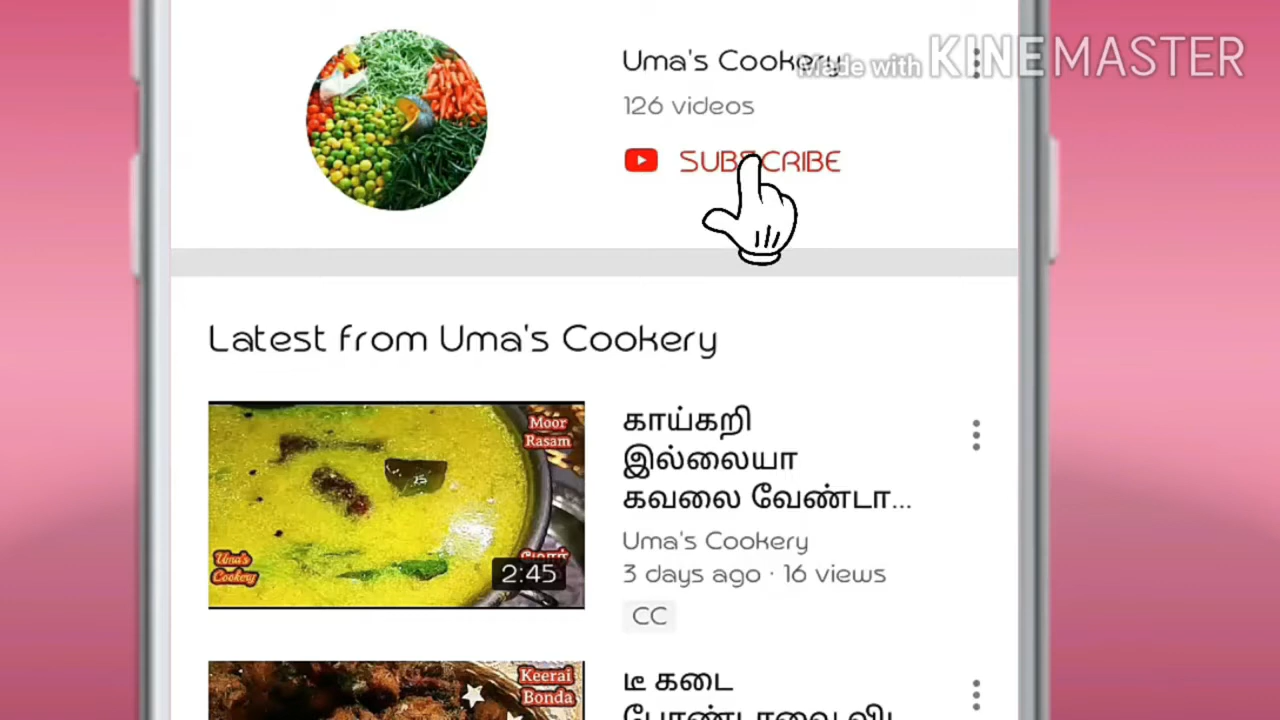 Uma's Cookery
Made with KINEMASTER
126 videos
SUBSCRIBE
Latest from Uma's Cookery
Moor
Rasam
Uma's
Cookery
மோர்
2:45
காய்கறி
இல்லையா
கவலை வேண்டா...
Uma's Cookery
3 days ago · 16 views
CC
Keerai
Bonda
டீ கடை